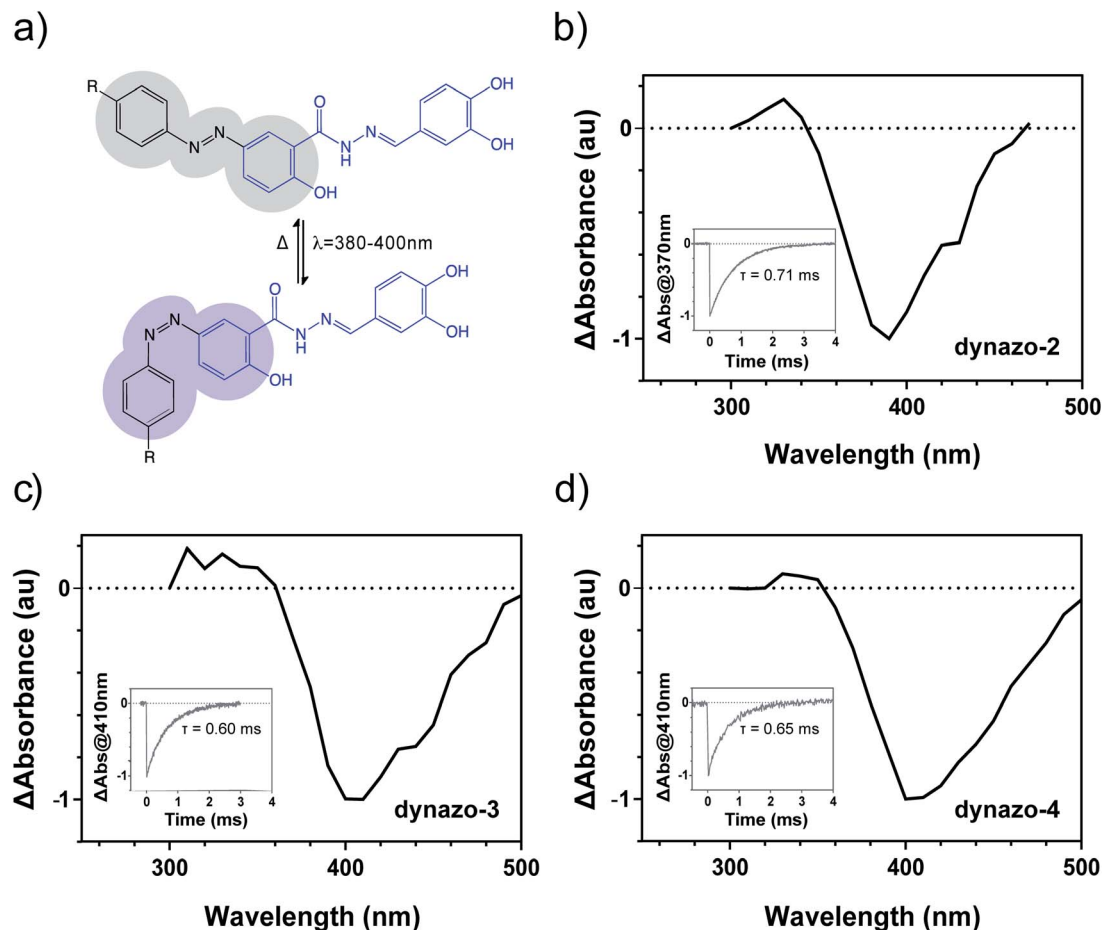 a)
R
N
N
O
N
H
N
OH
OH
OH
Δ
λ=380-400nm
N
N
O
N
H
N
OH
OH
OH
R
b)
ΔAbsorbance (au)
0
-1
ΔAbs@370nm
0
-1
τ = 0.71 ms
0 1 2 3 4
Time (ms)
dynazo-2
300 400 500
Wavelength (nm)
c)
ΔAbsorbance (au)
0
-1
ΔAbs@410nm
0
-1
τ = 0.60 ms
0 1 2 3 4
Time (ms)
dynazo-3
300 400 500
Wavelength (nm)
d)
ΔAbsorbance (au)
0
-1
ΔAbs@410nm
0
-1
τ = 0.65 ms
0 1 2 3 4
Time (ms)
dynazo-4
300 400 500
Wavelength (nm)